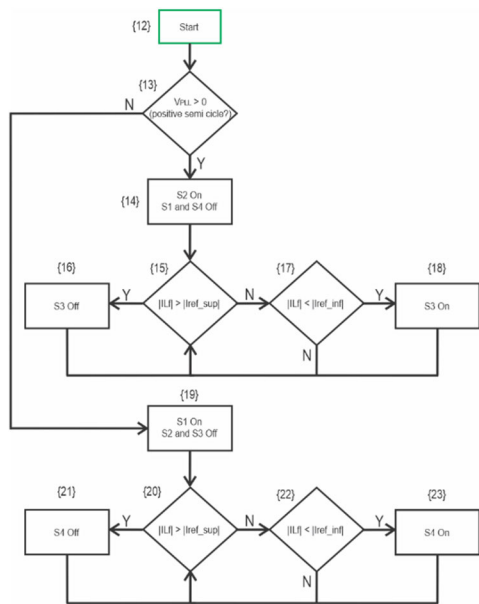 {12}
Start
{13}
VPLL > 0
(positive semi cicle?)
N
Y
{14}
S2 On
S1 and S4 Off
{16}
{15}
{17}
{18}
S3 Off
Y
|ILf| > |Iref_sup|
N
|ILf| < |Iref_inf|
Y
S3 On
N
{19}
S1 On
S2 and S3 Off
{21}
{20}
{22}
{23}
S4 Off
Y
|ILf| > |Iref_sup|
N
|ILf| < |Iref_inf|
Y
S4 On
N